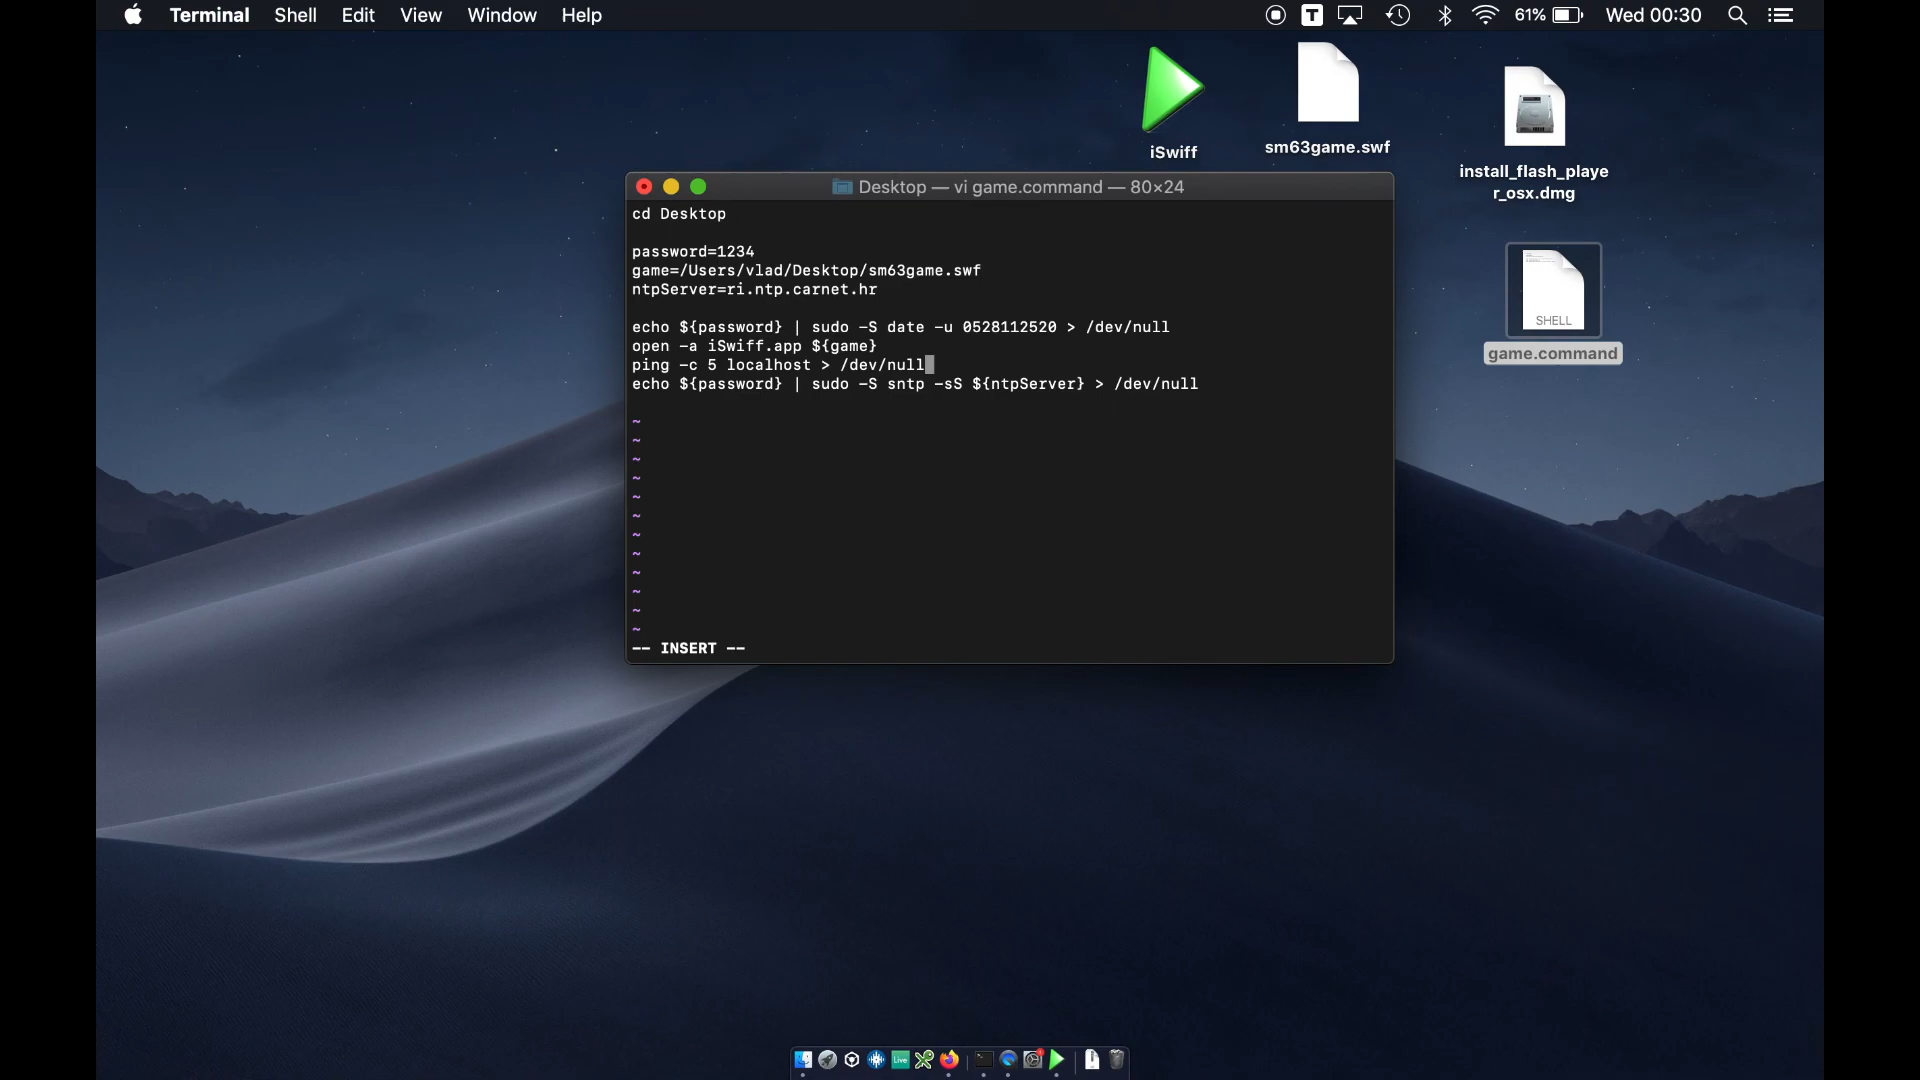 Terminal Shell Edit View Window Help T 61% Wed 00:30
iSwiff
sm63game.swf
install_flash_playe
r_osx.dmg
SHELL
game.command
Desktop — vi game.command — 80×24
cd Desktop
password=1234
game=/Users/vlad/Desktop/sm63game.swf
ntpServer=ri.ntp.carnet.hr
echo ${password} | sudo -S date -u 0528112520 > /dev/null
open -a iSwiff.app ${game}
ping -c 5 localhost > /dev/null
echo ${password} | sudo -S sntp -sS ${ntpServer} > /dev/null
~
~
~
~
~
~
~
~
~
~
~
~
-- INSERT --
Live